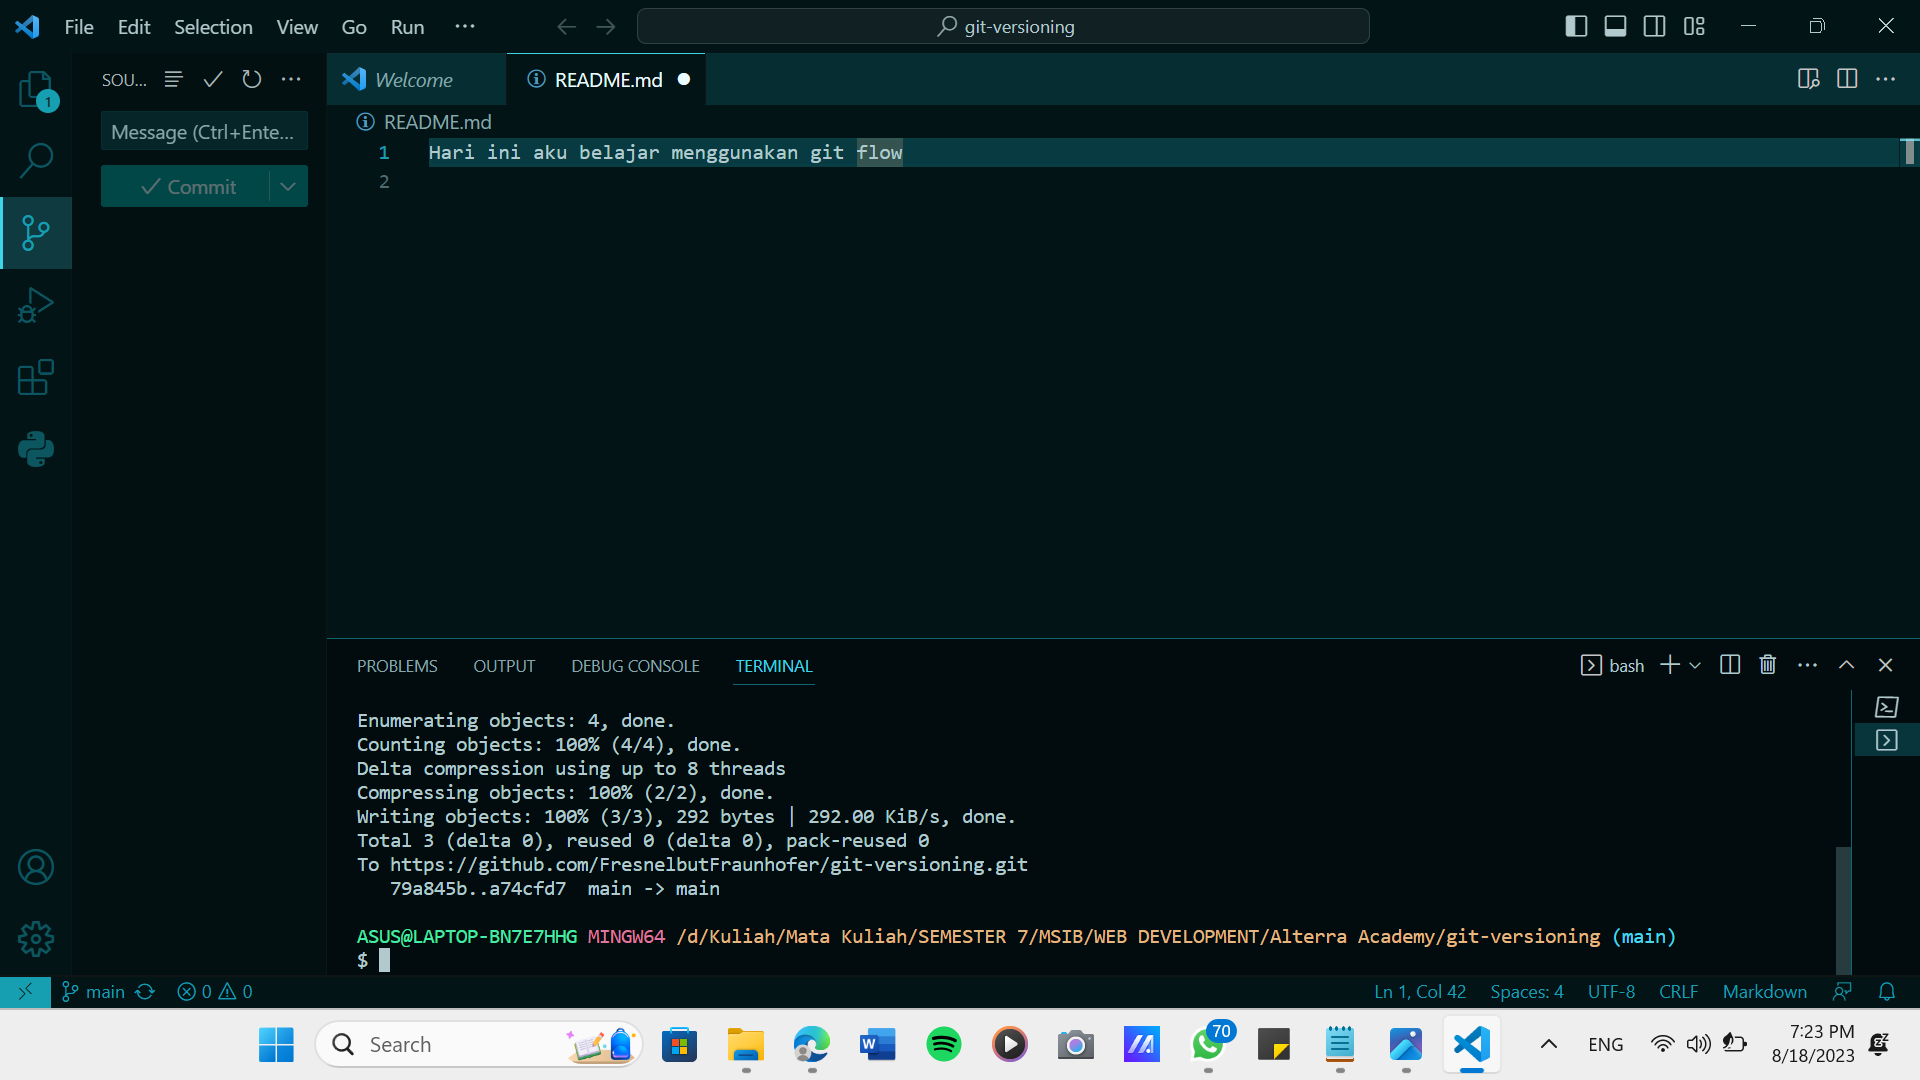 File Edit Selection View Go Run ··· git-versioning
SOU... Welcome README.md
1 README.md
Message (Ctrl+Ente...
1 Hari ini aku belajar menggunakan git flow
2
Commit
PROBLEMS OUTPUT DEBUG CONSOLE TERMINAL bash
Enumerating objects: 4, done.
Counting objects: 100% (4/4), done.
Delta compression using up to 8 threads
Compressing objects: 100% (2/2), done.
Writing objects: 100% (3/3), 292 bytes | 292.00 KiB/s, done.
Total 3 (delta 0), reused 0 (delta 0), pack-reused 0
To https://github.com/FresnelbutFraunhofer/git-versioning.git
79a845b..a74cfd7 main -> main
ASUS@LAPTOP-BN7E7HHG MINGW64 /d/Kuliah/Mata Kuliah/SEMESTER 7/MSIB/WEB DEVELOPMENT/Alterra Academy/git-versioning (main)
$
main 0 0 Ln 1, Col 42 Spaces: 4 UTF-8 CRLF Markdown
Search W 70 ENG 7:23 PM
8/18/2023